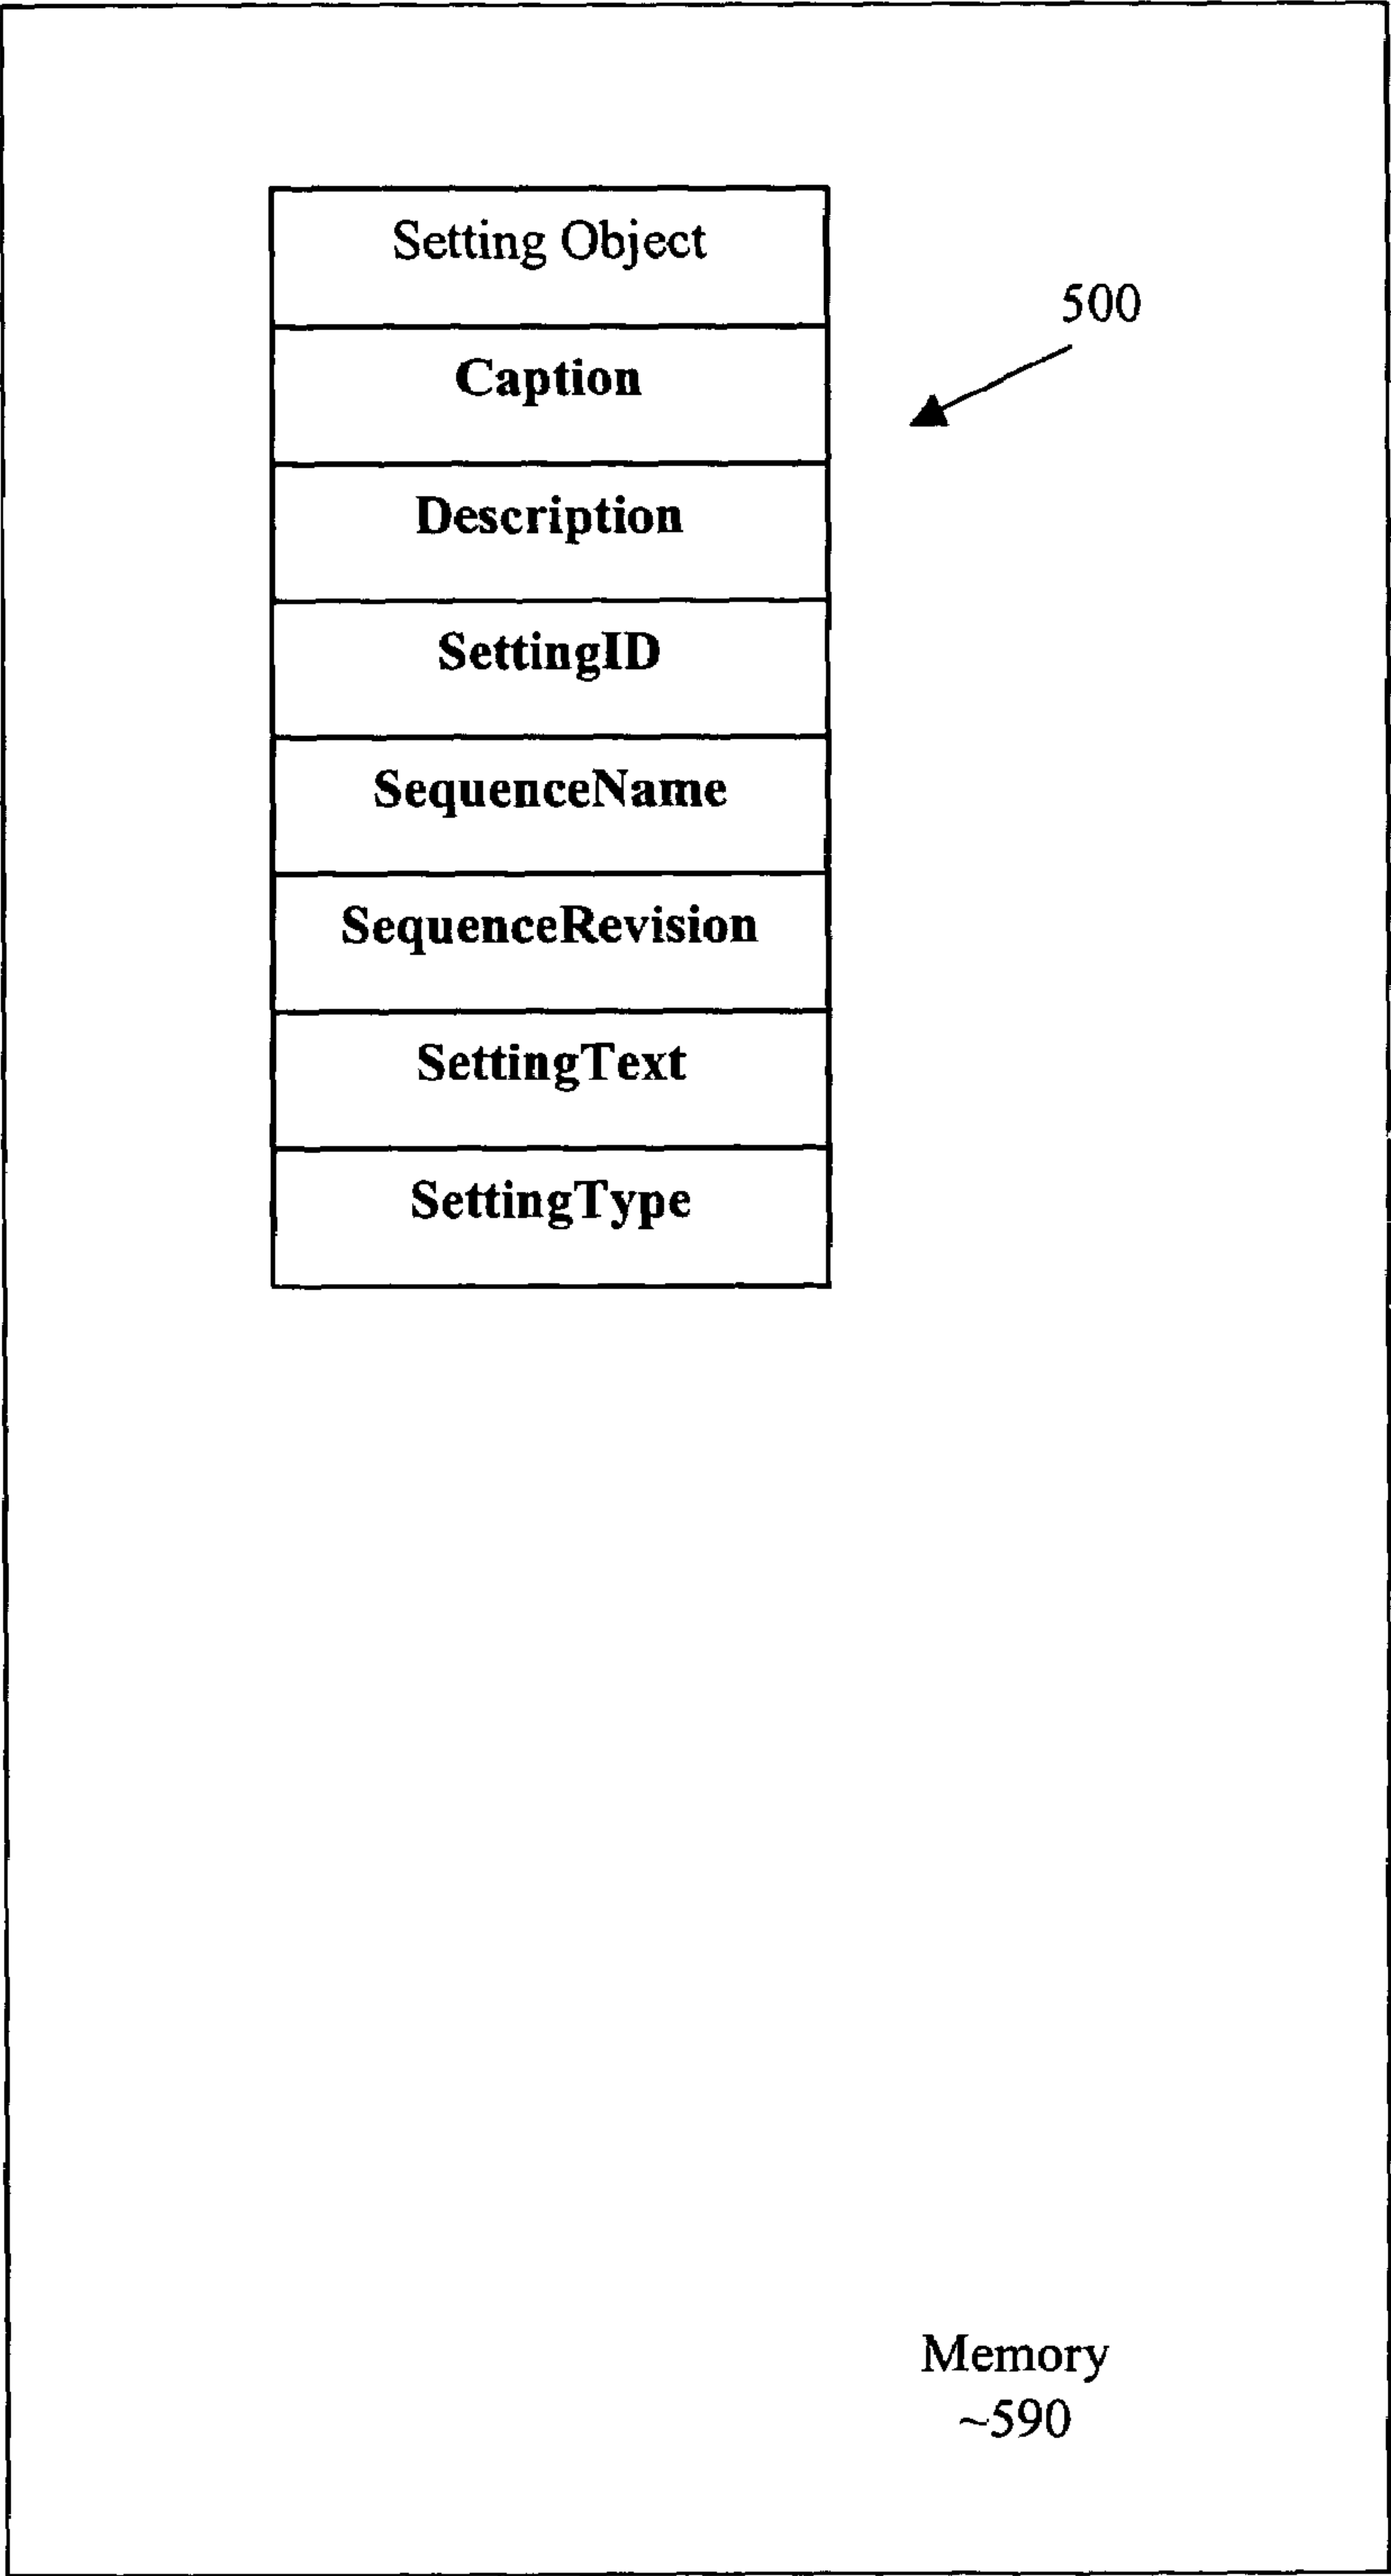 Setting Object
500
Caption
Description
SettingID
SequenceName
SequenceRevision
SettingText
SettingType
Memory
~590